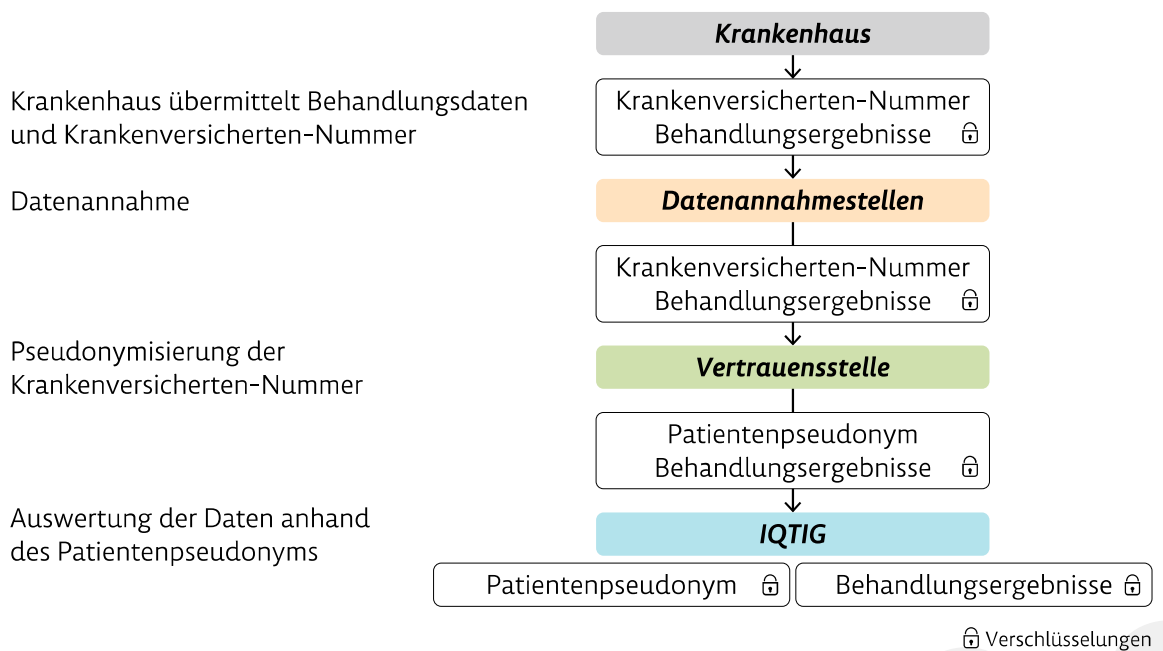 Krankenhaus
Krankenhaus übermittelt Behandlungsdaten
und Krankenversicherten-Nummer
Krankenversicherten-Nummer
Behandlungsergebnisse
Datenannahme
Datenannahmestellen
Krankenversicherten-Nummer
Behandlungsergebnisse
Pseudonymisierung der
Krankenversicherten-Nummer
Vertrauensstelle
Patientenpseudonym
Behandlungsergebnisse
Auswertung der Daten anhand
des Patientenpseudonyms
IQTIG
Patientenpseudonym
Behandlungsergebnisse
Verschlüsselungen